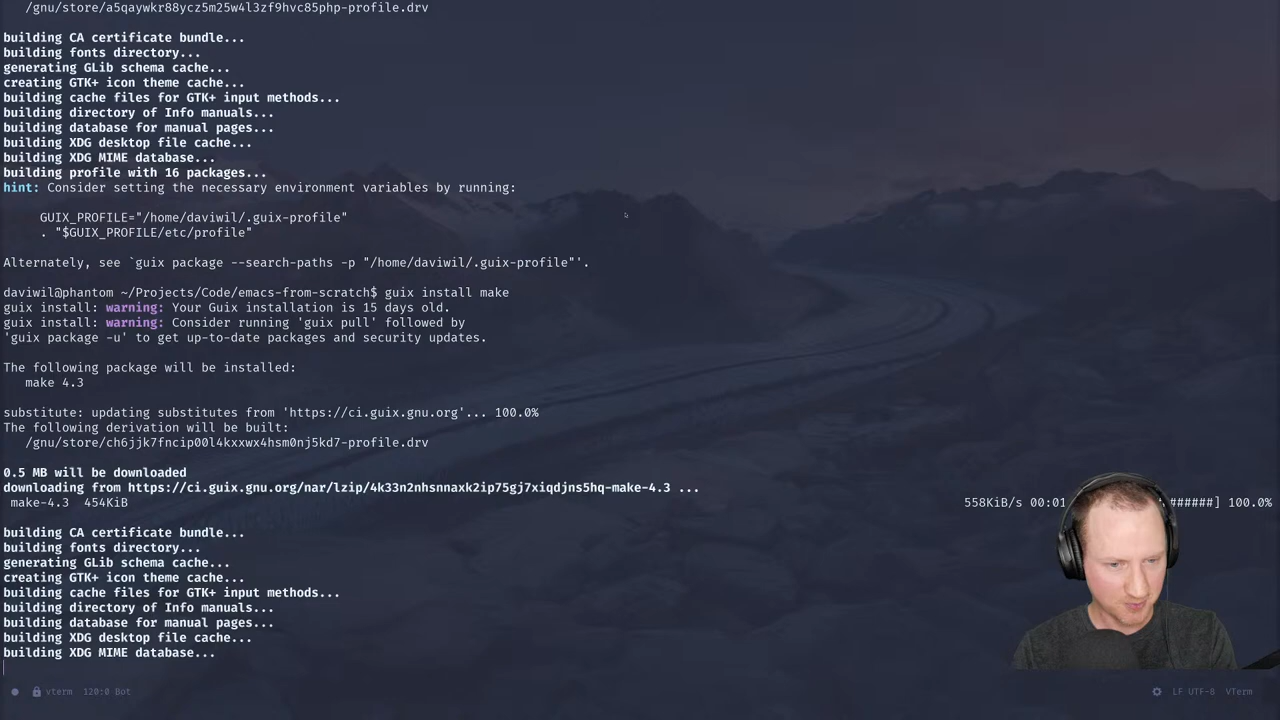 /gnu/store/a5qaywkr88ycz5m25w4l3zf9hvc85php-profile.drv
building CA certificate bundle...
building fonts directory...
generating GLib schema cache...
creating GTK+ icon theme cache...
building cache files for GTK+ input methods...
building directory of Info manuals...
building database for manual pages...
building XDG desktop file cache...
building XDG MIME database...
building profile with 16 packages...
hint: Consider setting the necessary environment variables by running:
GUIX_PROFILE="/home/daviwil/.guix-profile"
. "$GUIX_PROFILE/etc/profile"
Alternately, see `guix package --search-paths -p "/home/daviwil/.guix-profile"'.
daviwil@phantom ~/Projects/Code/emacs-from-scratch$ guix install make
guix install: warning: Your Guix installation is 15 days old.
guix install: warning: Consider running 'guix pull' followed by
'guix package -u' to get up-to-date packages and security updates.
The following package will be installed:
make 4.3
substitute: updating substitutes from 'https://ci.guix.gnu.org'... 100.0%
The following derivation will be built:
/gnu/store/ch6jjk7fncip00l4kxxwx4hsm0nj5kd7-profile.drv
0.5 MB will be downloaded
downloading from https://ci.guix.gnu.org/nar/lzip/4k33n2nhsnnaxk2ip75gj7xiqdjns5hq-make-4.3 ...
make-4.3 454KiB 558KiB/s 00:01 ######] 100.0%
building CA certificate bundle...
building fonts directory...
generating GLib schema cache...
creating GTK+ icon theme cache...
building cache files for GTK+ input methods...
building directory of Info manuals...
building database for manual pages...
building XDG desktop file cache...
building XDG MIME database...
vterm 120:0 Bot LF UTF-8 VTerm